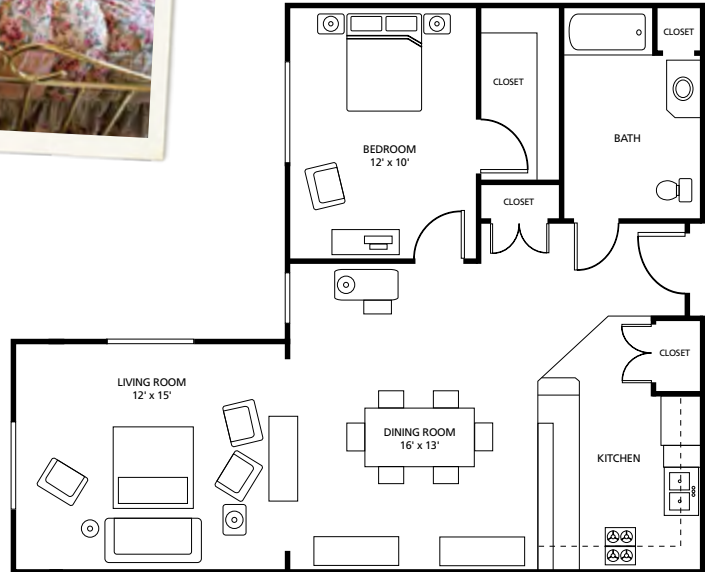 CLOSET
CLOSET
BEDROOM
12' x 10'
BATH
CLOSET
LIVING ROOM
12' x 15'
CLOSET
DINING ROOM
16' x 13'
KITCHEN